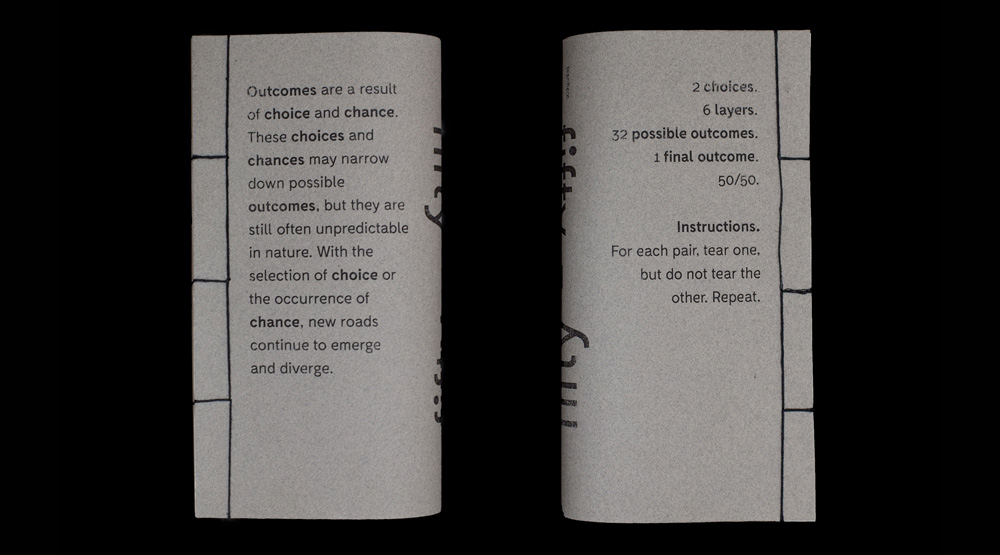 Outcomes are a result
of choice and chance.
These choices and
chances may narrow
down possible
outcomes, but they are
still often unpredictable
in nature. With the
selection of choice or
the occurrence of
chance, new roads
continue to emerge
and diverge.
fifty
fifty
2 choices.
6 layers.
32 possible outcomes.
1 final outcome.
50/50.
Instructions.
For each pair, tear one,
but do not tear the
other. Repeat.